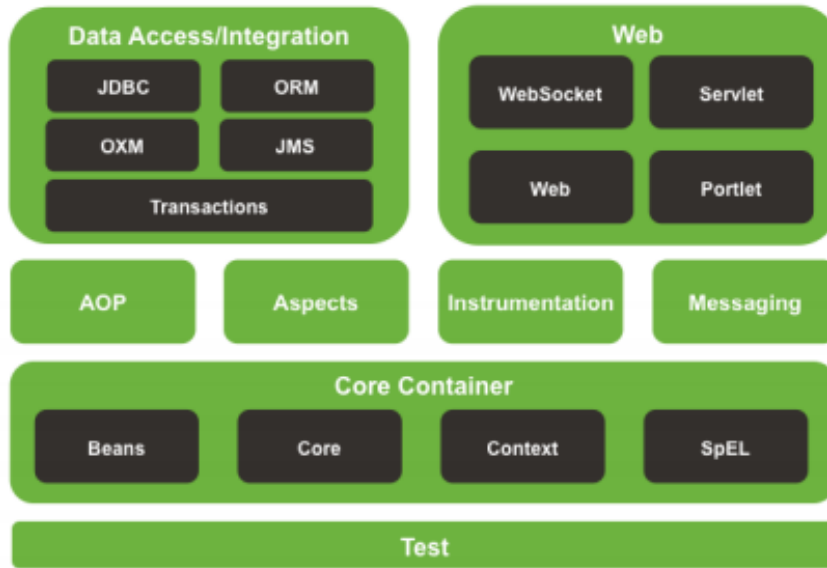 Data Access/Integration
JDBC
ORM
OXM
JMS
Transactions
Web
WebSocket
Servlet
Web
Portlet
AOP
Aspects
Instrumentation
Messaging
Core Container
Beans
Core
Context
SpEL
Test